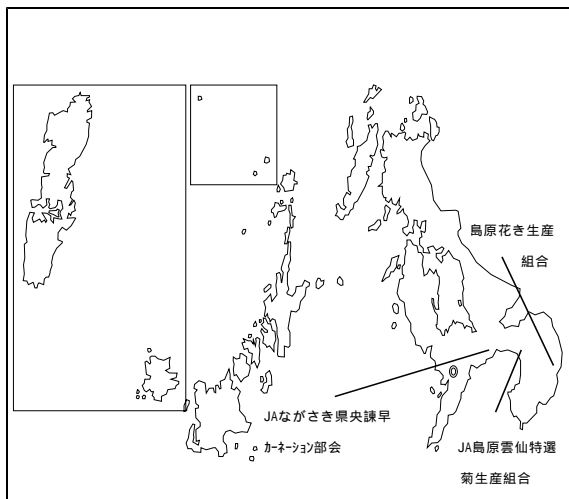 島原花き生産
組合
JAながさき県央諫早
ｶｰﾈｰｼｮﾝ部会
JA島原雲仙特選
菊生産組合